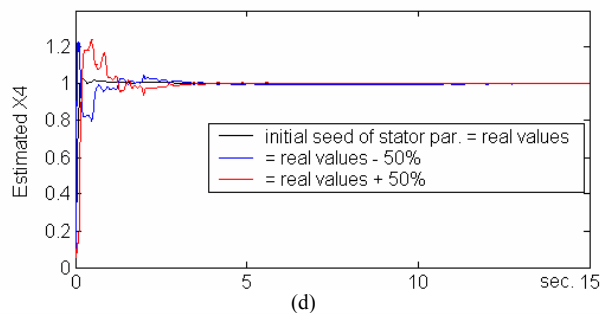 1.2
1
0.8
0.6
0.4
0.2
0
Estimated X4
initial seed of stator par. = real values
= real values - 50%
= real values + 50%
0 5 10 sec. 15
(d)